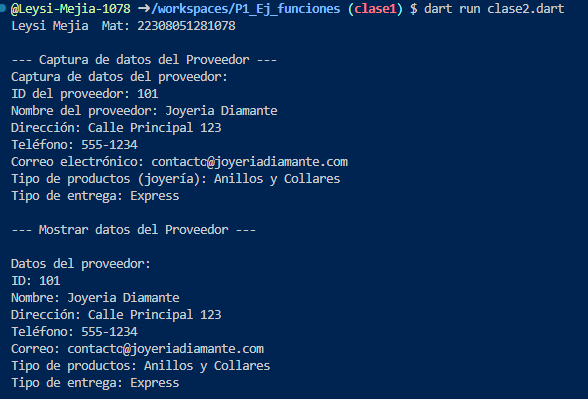 @Leysi-Mejia-1078 →/workspaces/P1_Ej_funciones (clase1) $ dart run clase2.dart
Leysi Mejia  Mat: 22308051281078

--- Captura de datos del Proveedor ---
Captura de datos del proveedor:
ID del proveedor: 101
Nombre del proveedor: Joyeria Diamante
Dirección: Calle Principal 123
Teléfono: 555-1234
Correo electrónico: contacto@joyeriadiamante.com
Tipo de productos (joyería): Anillos y Collares
Tipo de entrega: Express

--- Mostrar datos del Proveedor ---

Datos del proveedor:
ID: 101
Nombre: Joyeria Diamante
Dirección: Calle Principal 123
Teléfono: 555-1234
Correo: contacto@joyeriadiamante.com
Tipo de productos: Anillos y Collares
Tipo de entrega: Express